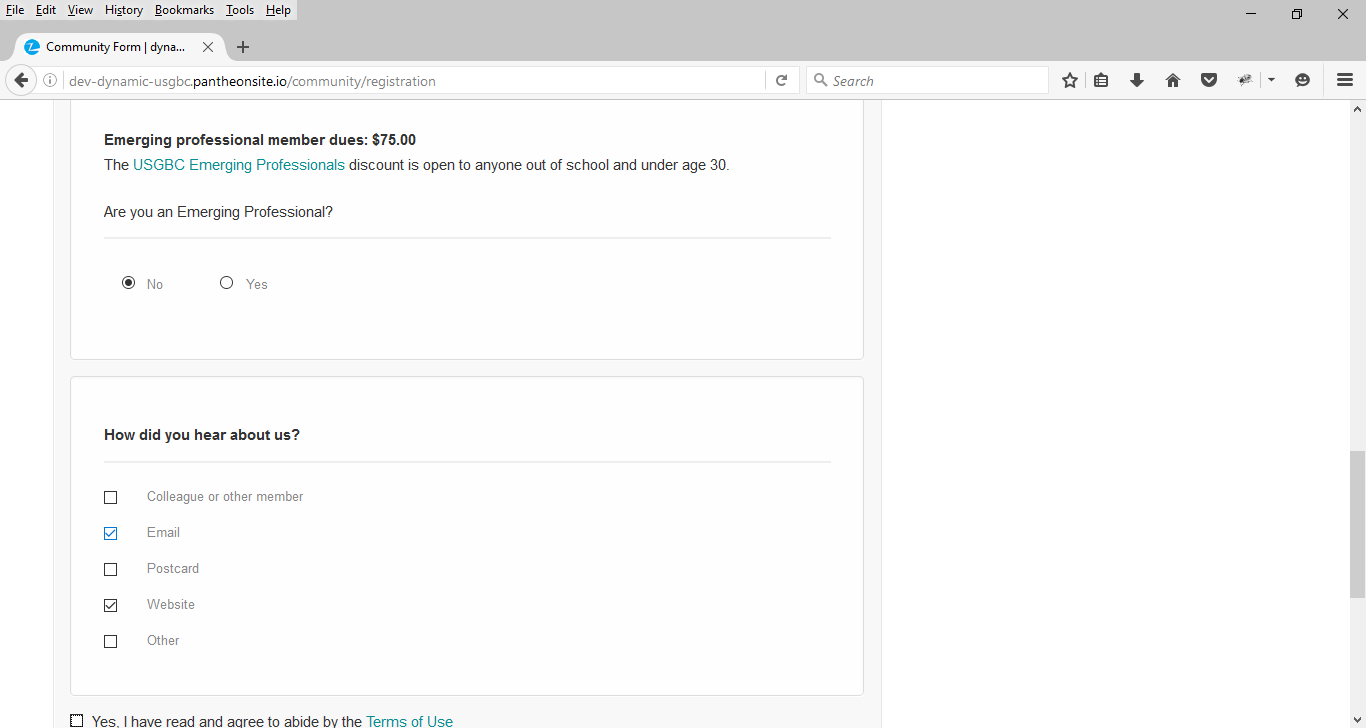 File Edit View History Bookmarks Tools Help
Community Form | dyna...
dev-dynamic-usgbc.pantheonsite.io/community/registration
Search
Emerging professional member dues: $75.00
The USGBC Emerging Professionals discount is open to anyone out of school and under age 30.
Are you an Emerging Professional?
No Yes
How did you hear about us?
Colleague or other member
Email
Postcard
Website
Other
Yes, I have read and agree to abide by the Terms of Use